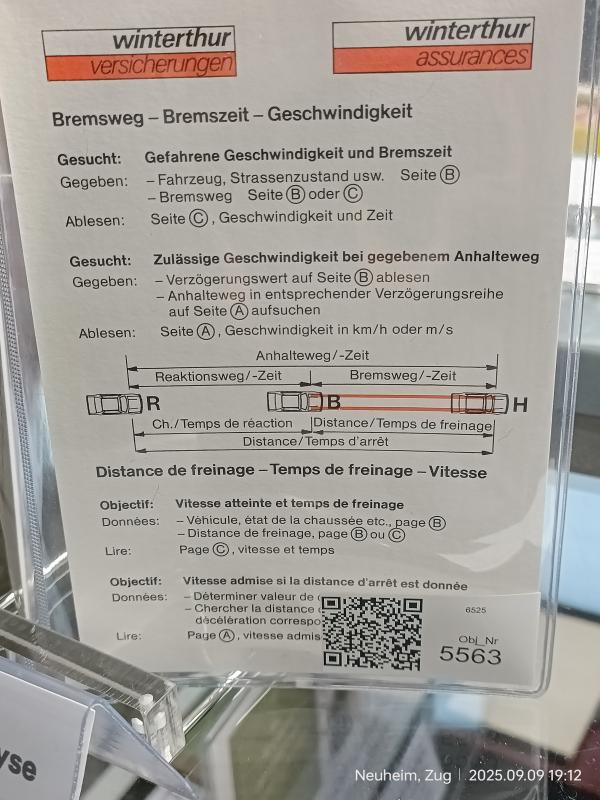 winterthur
versicherungen
winterthur
assurances
Bremsweg – Bremszeit – Geschwindigkeit
Gesucht: Gefahrene Geschwindigkeit und Bremszeit
Gegeben: – Fahrzeug, Strassenzustand usw. Seite Ⓑ
– Bremsweg Seite Ⓑ oder Ⓒ
Ablesen: Seite Ⓒ, Geschwindigkeit und Zeit
Gesucht: Zulässige Geschwindigkeit bei gegebenem Anhalteweg
Gegeben: – Verzögerungswert auf Seite Ⓑ ablesen
– Anhalteweg in entsprechender Verzögerungsreihe
auf Seite Ⓐ aufsuchen
Ablesen: Seite Ⓐ, Geschwindigkeit in km/h oder m/s
Anhalteweg/-Zeit
Reaktionsweg/-Zeit Bremsweg/-Zeit
R B H
Ch./Temps de réaction Distance/Temps de freinage
Distance/Temps d'arrêt
Distance de freinage – Temps de freinage – Vitesse
Objectif: Vitesse atteinte et temps de freinage
Données: – Véhicule, état de la chaussée etc., page Ⓑ
– Distance de freinage, page Ⓑ ou Ⓒ
Lire: Page Ⓒ, vitesse et temps
Objectif: Vitesse admise si la distance d'arrêt est donnée
Données: – Déterminer valeur de
– Chercher la distance
décélération correspo
Lire: Page Ⓐ, vitesse admis
6525
Obj_Nr
5563
yse
Neuheim, Zug | 2025.09.09 19:12